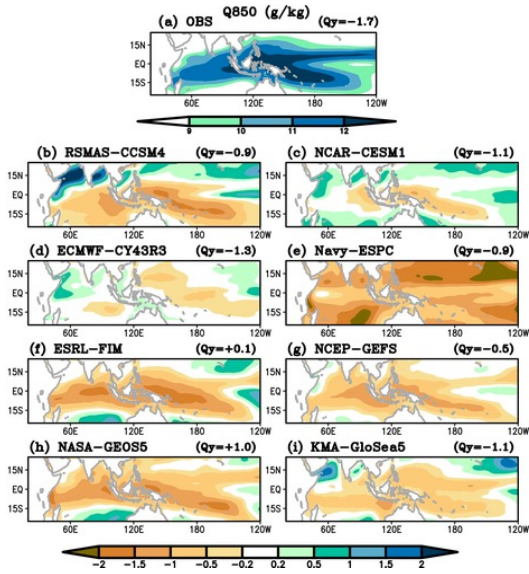 Q850 (g/kg)
(a) OBS (Qy=-1.7)
15N
EQ
15S
60E 120E 180 120W
9 10 11 12
(b) RSMAS-CCSM4 (Qy=-0.9) (c) NCAR-CESM1 (Qy=-1.1)
15N 15N
EQ EQ
15S 15S
60E 120E 180 120W 60E 120E 180 120W
(d) ECMWF-CY43R3 (Qy=-1.3) (e) Navy-ESPC (Qy=-0.9)
15N 15N
EQ EQ
15S 15S
60E 120E 180 120W 60E 120E 180 120W
(f) ESRL-FIM (Qy=+0.1) (g) NCEP-GEFS (Qy=-0.5)
15N 15N
EQ EQ
15S 15S
60E 120E 180 120W 60E 120E 180 120W
(h) NASA-GEOS5 (Qy=+1.0) (i) KMA-GloSea5 (Qy=-1.1)
15N 15N
EQ EQ
15S 15S
60E 120E 180 120W 60E 120E 180 120W
-2 -1.5 -1 -0.5 -0.2 0.2 0.5 1 1.5 2